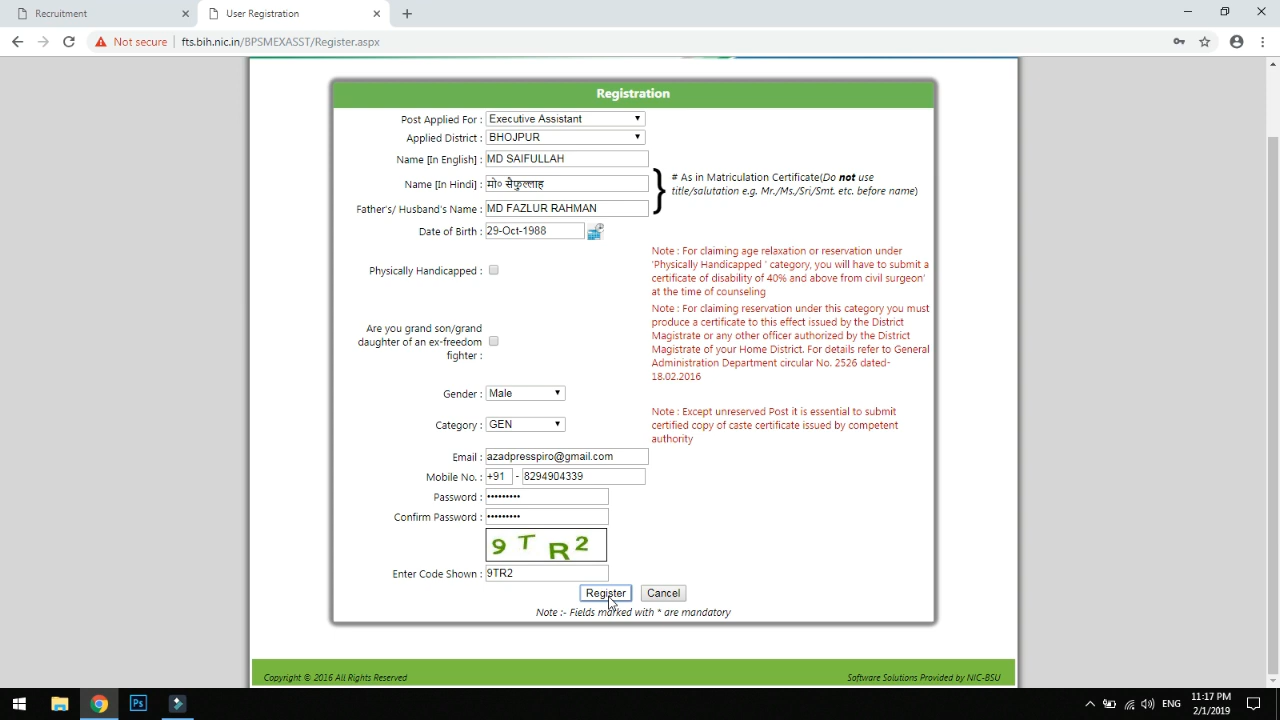 Recruitment
User Registration
Not secure
fts.bih.nic.in/BPSMEXASST/Register.aspx
Registration
Post Applied For : Executive Assistant
Applied District : BHOJPUR
Name [In English] : MD SAIFULLAH
Name [In Hindi] : मो० सैफुल्लाह
# As in Matriculation Certificate(Do not use
title/salutation e.g. Mr./Ms./Sri/Smt. etc. before name)
Father's/ Husband's Name : MD FAZLUR RAHMAN
Date of Birth : 29-Oct-1988
Physically Handicapped :
Note : For claiming age relaxation or reservation under
'Physically Handicapped ' category, you will have to submit a
certificate of disability of 40% and above from civil surgeon'
at the time of counseling
Are you grand son/grand
daughter of an ex-freedom
fighter :
Note : For claiming reservation under this category you must
produce a certificate to this effect issued by the District
Magistrate or any other officer authorized by the District
Magistrate of your Home District. For details refer to General
Administration Department circular No. 2526 dated-
18.02.2016
Gender : Male
Category : GEN
Note : Except unreserved Post it is essential to submit
certified copy of caste certificate issued by competent
authority
Email : azadpresspiro@gmail.com
Mobile No. : +91 - 8294904339
Password : •••••••••
Confirm Password : •••••••••
9TR2
Enter Code Shown : 9TR2
Register Cancel
Note :- Fields marked with * are mandatory
Copyright © 2016 All Rights Reserved
Software Solutions Provided by NIC-BSU
Ps
ENG
11:17 PM
2/1/2019